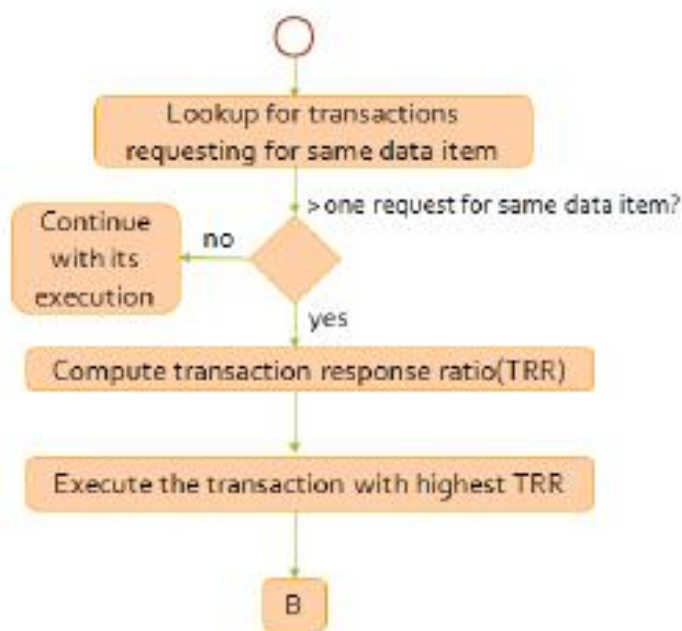 Lookup for transactions
requesting for same data item
>one request for same data item?
Continue
with its
execution
no
yes
Compute transaction response ratio(TRR)
Execute the transaction with highest TRR
B